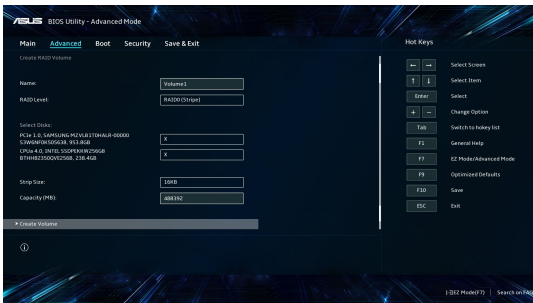 ASUS BIOS Utility - Advanced Mode
Main Advanced Boot Security Save & Exit
Hot Keys
Create RAID Volume
Name: Volume1
RAID Level: RAID0 (Stripe)
Select Disks:
PCIe 1.0, SAMSUNG MZVLB1T0HALR-00000
S3W6NF0K505638, 953.8GB X
CPUa 4.0, INTEL SSDPEKKW256G8
BTHH82350QVE256B, 238.4GB X
Strip Size: 16KB
Capacity (MB): 488392
Create Volume
← → Select Screen
↑ ↓ Select Item
Enter Select
+ − Change Option
Tab Switch to hokey list
F1 General Help
F7 EZ Mode/Advanced Mode
F9 Optimized Defaults
F10 Save
ESC Exit
EZ Mode(F7) | Search on FAQ